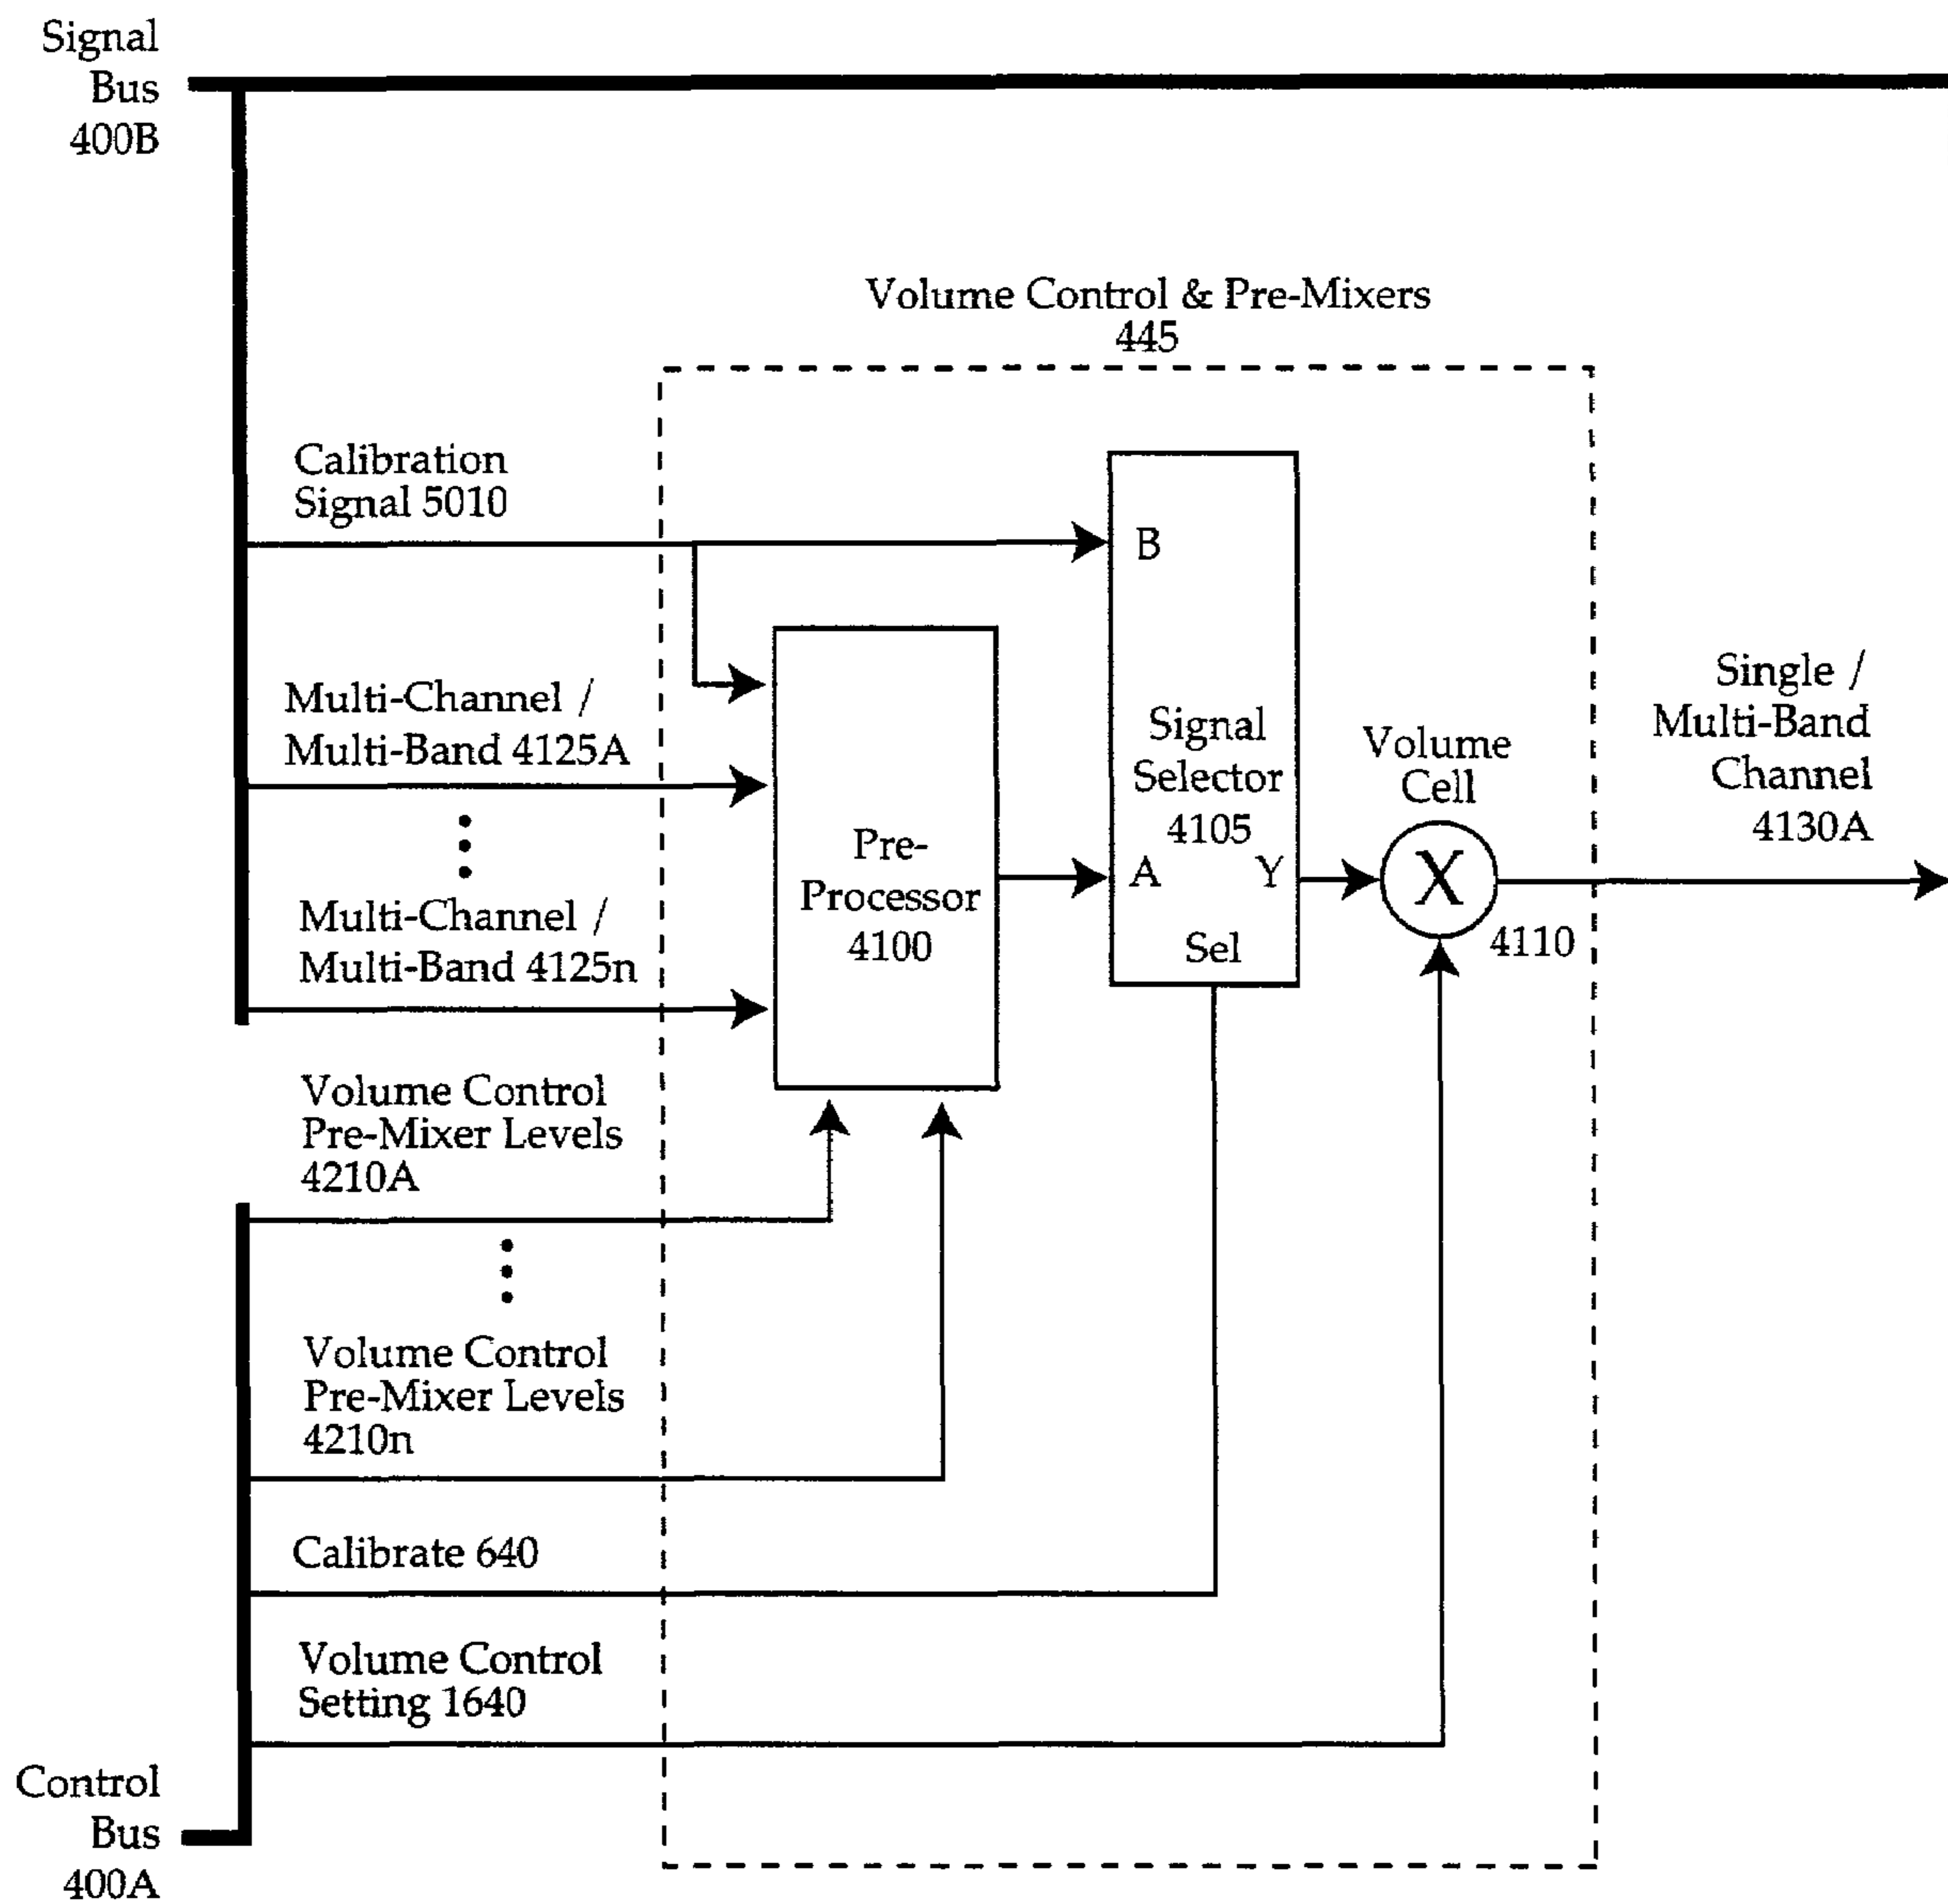 Signal
Bus
400B
Volume Control & Pre-Mixers
445
Calibration
Signal 5010
B
Multi-Channel /
Multi-Band 4125A
Multi-Channel /
Multi-Band 4125n
Pre-
Processor
4100
Signal
Selector
4105
A
Y
Sel
Volume
Cell
X
4110
Single /
Multi-Band
Channel
4130A
Volume Control
Pre-Mixer Levels
4210A
Volume Control
Pre-Mixer Levels
4210n
Calibrate 640
Volume Control
Setting 1640
Control
Bus
400A